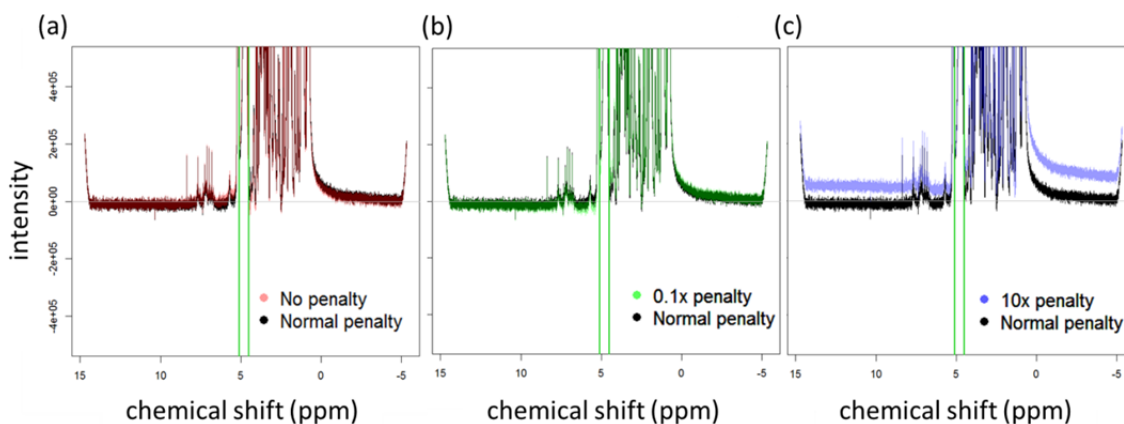 (a)
(b)
(c)
intensity
4e+05
2e+05
0e+00
-2e+05
-4e+05
No penalty
Normal penalty
0.1x penalty
Normal penalty
10x penalty
Normal penalty
15 10 5 0 -5
15 10 5 0 -5
15 10 5 0 -5
chemical shift (ppm)
chemical shift (ppm)
chemical shift (ppm)